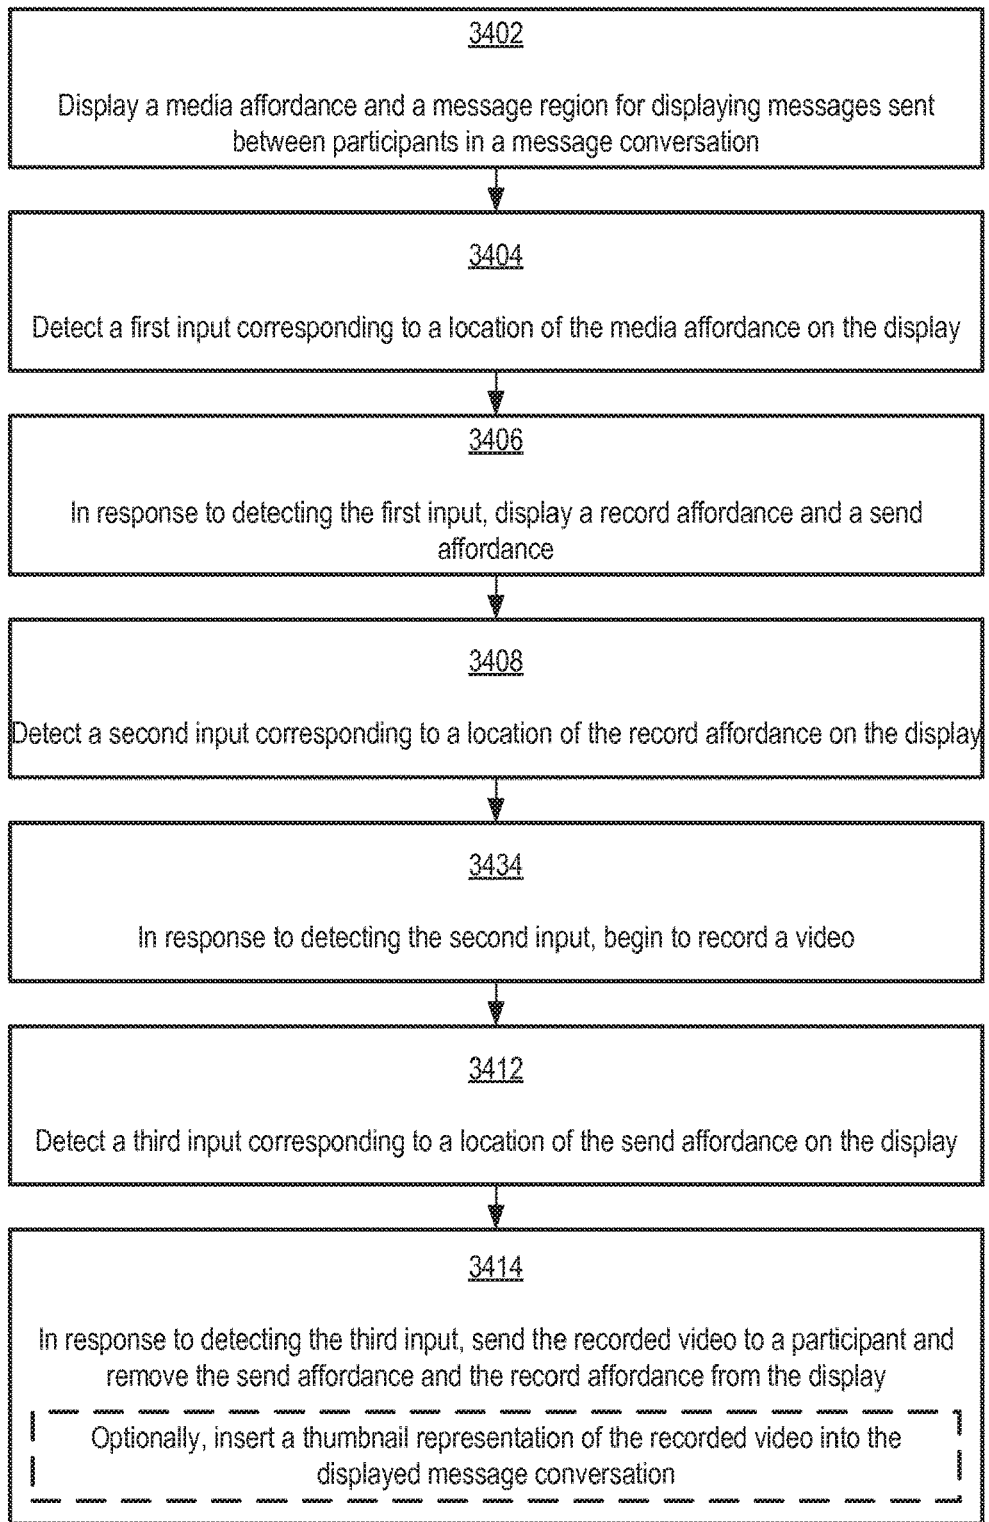 3402
Display a media affordance and a message region for displaying messages sent
between participants in a message conversation
3404
Detect a first input corresponding to a location of the media affordance on the display
3406
In response to detecting the first input, display a record affordance and a send
affordance
3408
Detect a second input corresponding to a location of the record affordance on the display
3434
In response to detecting the second input, begin to record a video
3412
Detect a third input corresponding to a location of the send affordance on the display
3414
In response to detecting the third input, send the recorded video to a participant and
remove the send affordance and the record affordance from the display
Optionally, insert a thumbnail representation of the recorded video into the
displayed message conversation